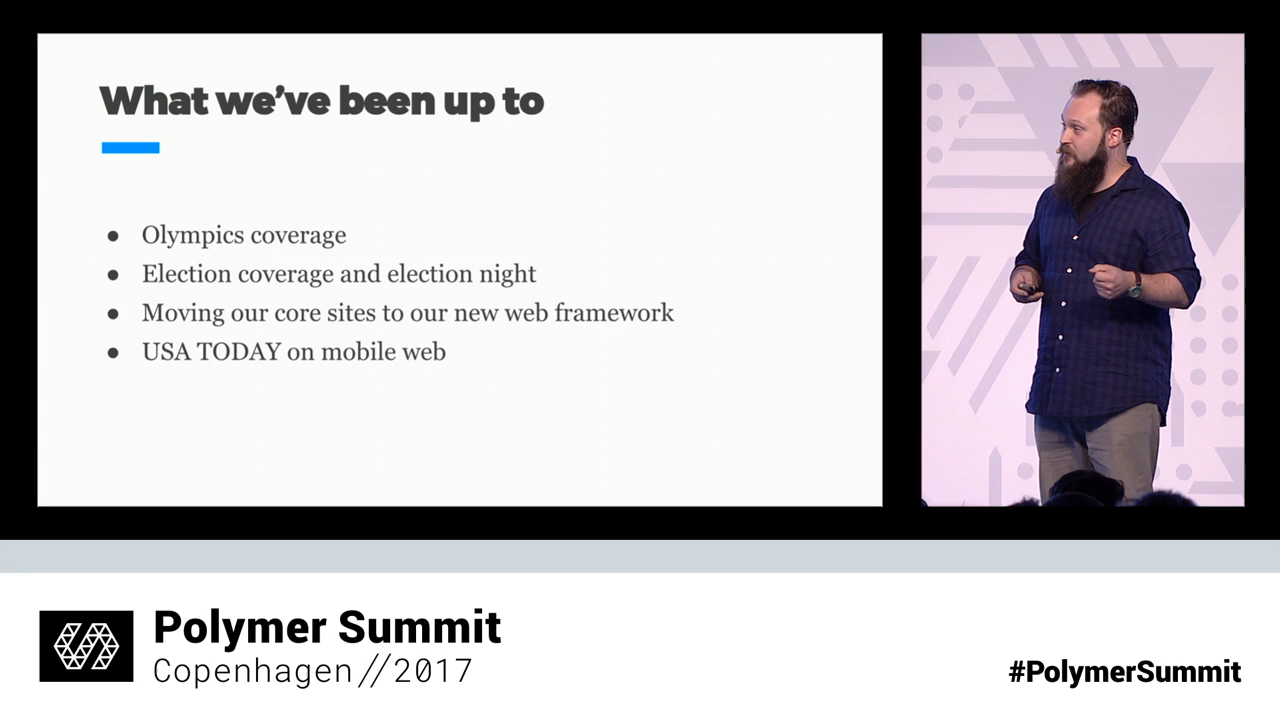 What we've been up to
● Olympics coverage
● Election coverage and election night
● Moving our core sites to our new web framework
● USA TODAY on mobile web
Polymer Summit
Copenhagen//2017
#PolymerSummit